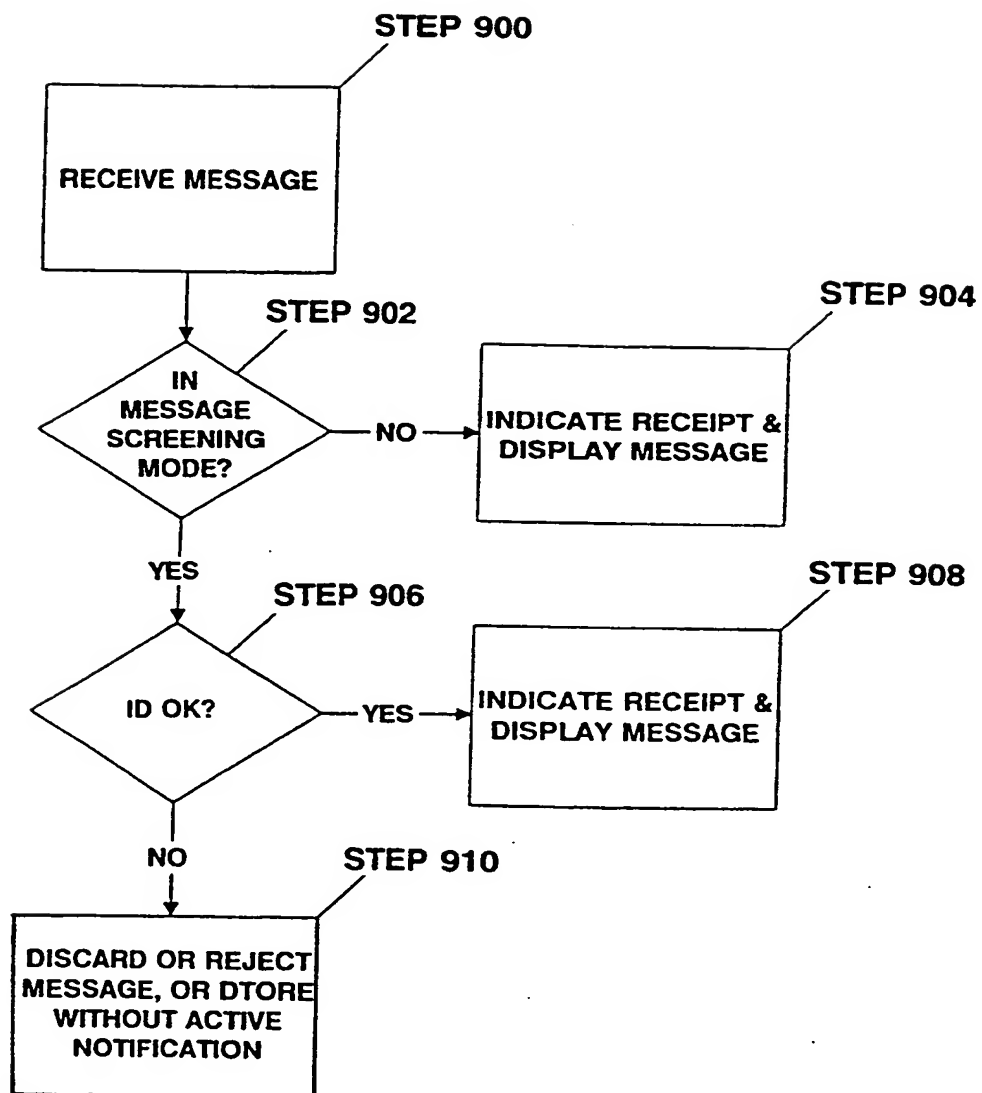 STEP 900
RECEIVE MESSAGE
STEP 902
IN
MESSAGE
SCREENING
MODE?
NO
STEP 904
INDICATE RECEIPT &
DISPLAY MESSAGE
YES
STEP 906
ID OK?
YES
STEP 908
INDICATE RECEIPT &
DISPLAY MESSAGE
NO
STEP 910
DISCARD OR REJECT
MESSAGE, OR DTORE
WITHOUT ACTIVE
NOTIFICATION